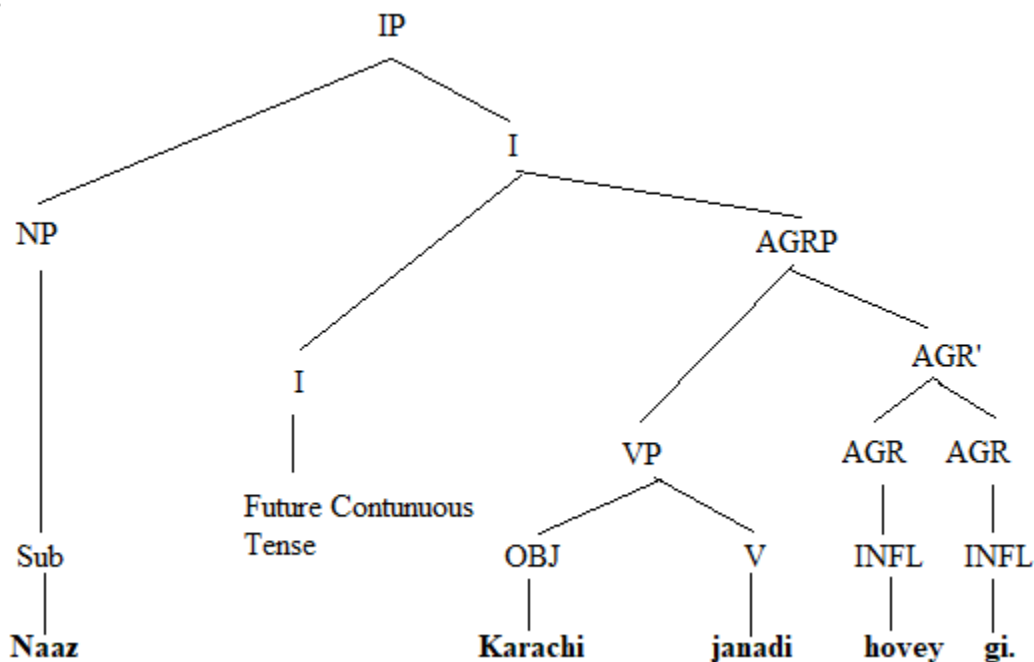 IP
I
NP
AGRP
AGR'
I
VP
AGR AGR
Future Contunuous
Tense
Sub OBJ V INFL INFL
Naaz Karachi janadi hovey gi.